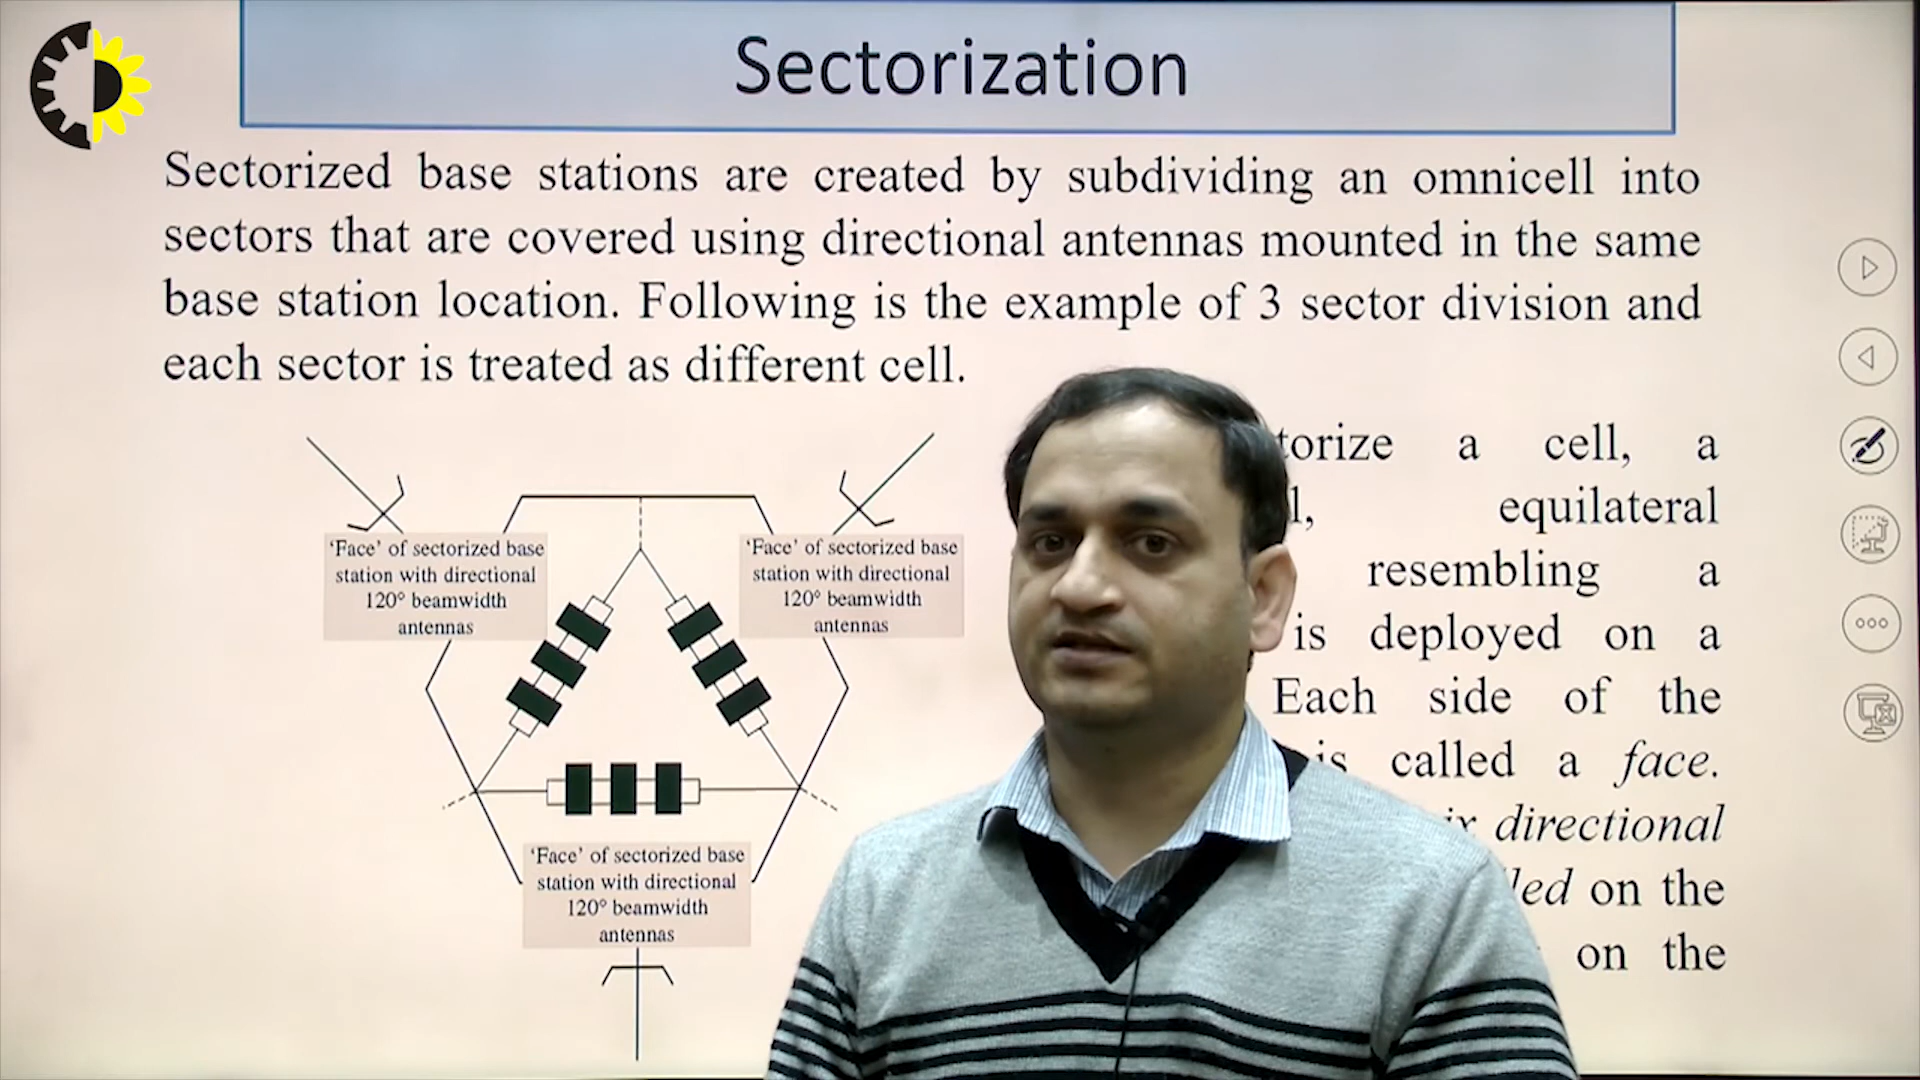 Sectorization
Sectorized base stations are created by subdividing an omnicell into
sectors that are covered using directional antennas mounted in the same
base station location. Following is the example of 3 sector division and
each sector is treated as different cell.
torize a cell, a
equilateral
resembling a
is deployed on a
Each side of the
is called a face.
directional
on the
on the
'Face' of sectorized base
station with directional
120° beamwidth
antennas
'Face' of sectorized base
station with directional
120° beamwidth
antennas
'Face' of sectorized base
station with directional
120° beamwidth
antennas